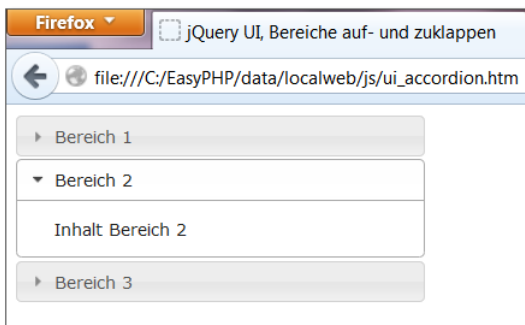 Firefox
jQuery UI, Bereiche auf- und zuklappen
file:///C:/EasyPHP/data/localweb/js/ui_accordion.htm
Bereich 1
Bereich 2
Inhalt Bereich 2
Bereich 3